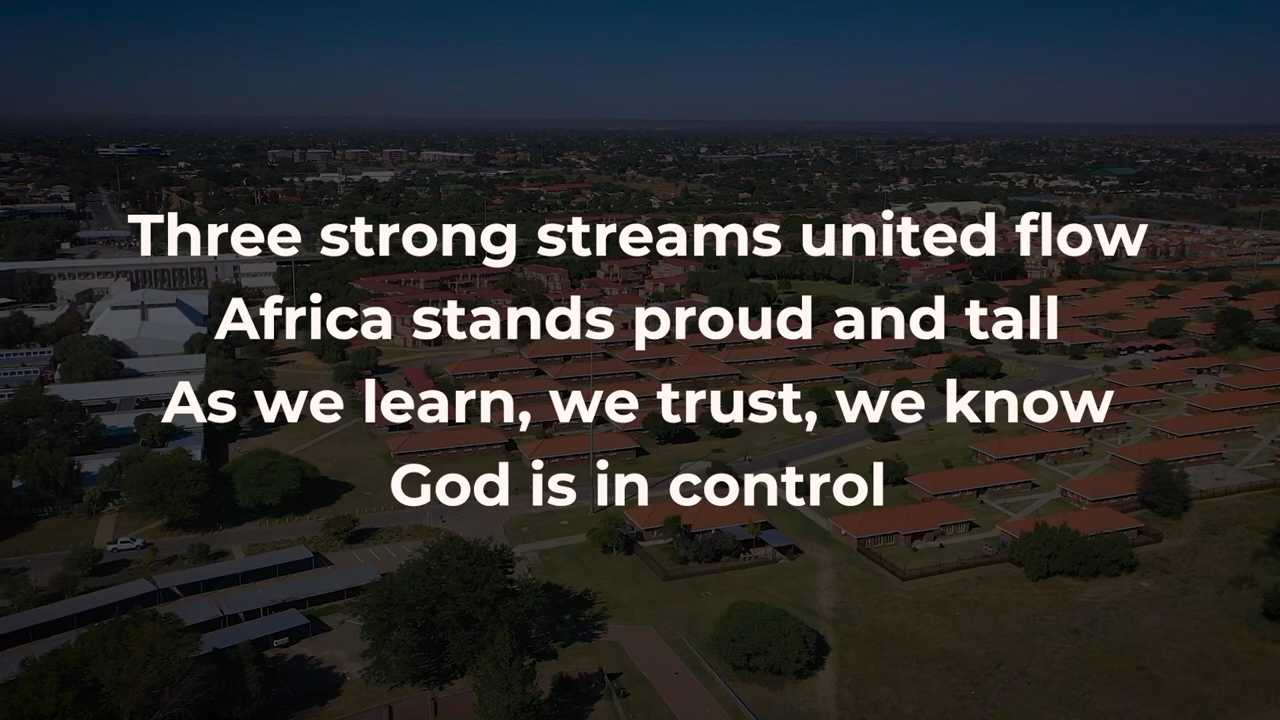 Three strong streams united flow
Africa stands proud and tall
As we learn, we trust, we know
God is in control